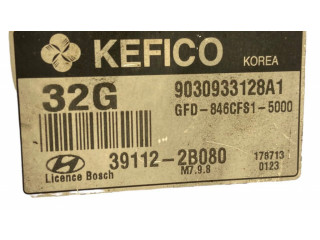 KEFICO
KOREA
32G
9030933128A1
GFD-846CFS1-5000
39112-2B080
Licence Bosch
M7.9.8
178713
0123